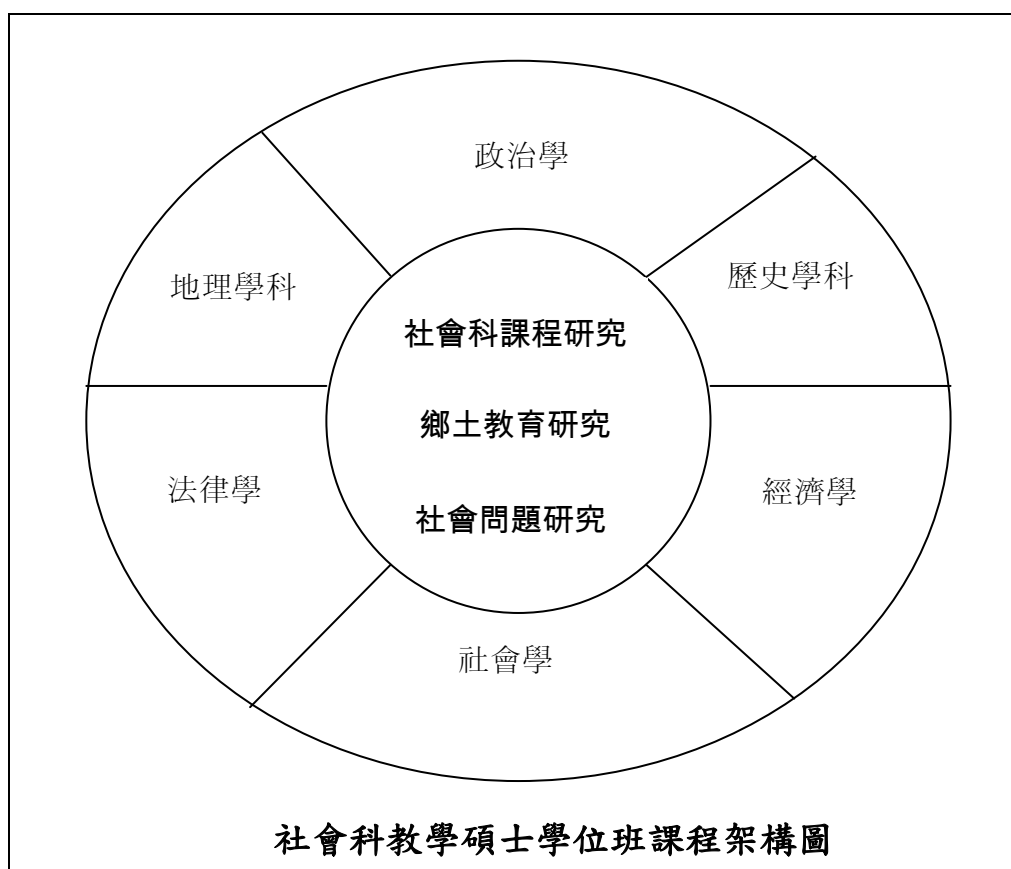 政治學
地理學科
歷史學科
社會科課程研究
鄉土教育研究
法律學
經濟學
社會問題研究
社會學
社會科教學碩士學位班課程架構圖